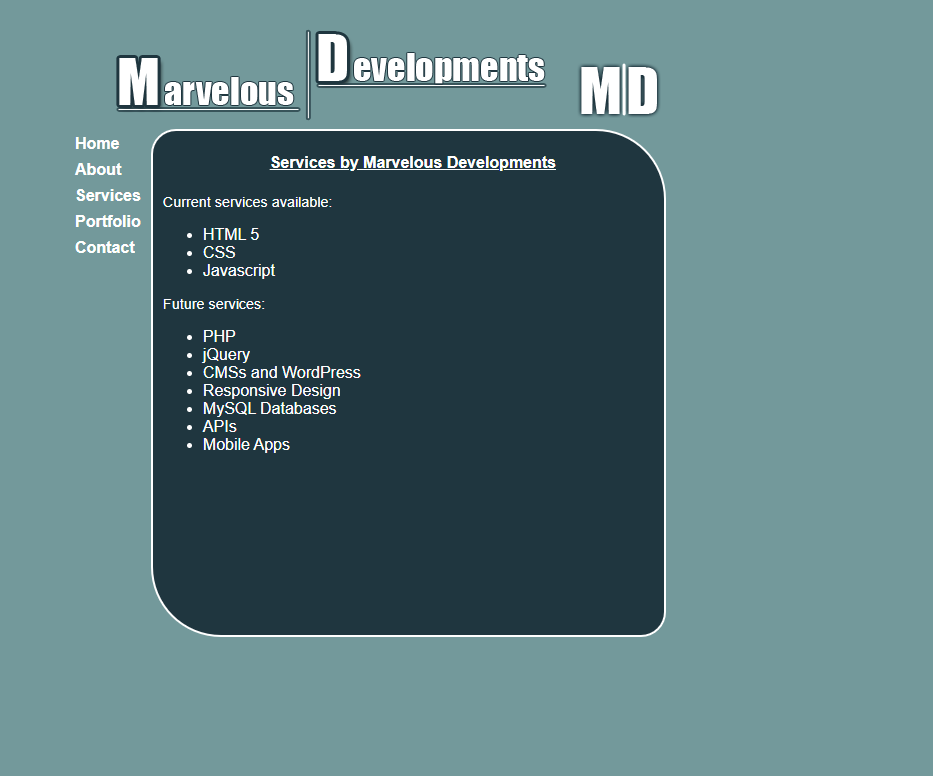 Marvelous | Developments
M|D
Home
About
Services
Portfolio
Contact
Services by Marvelous Developments
Current services available:
HTML 5
CSS
Javascript
Future services:
PHP
jQuery
CMSs and WordPress
Responsive Design
MySQL Databases
APIs
Mobile Apps